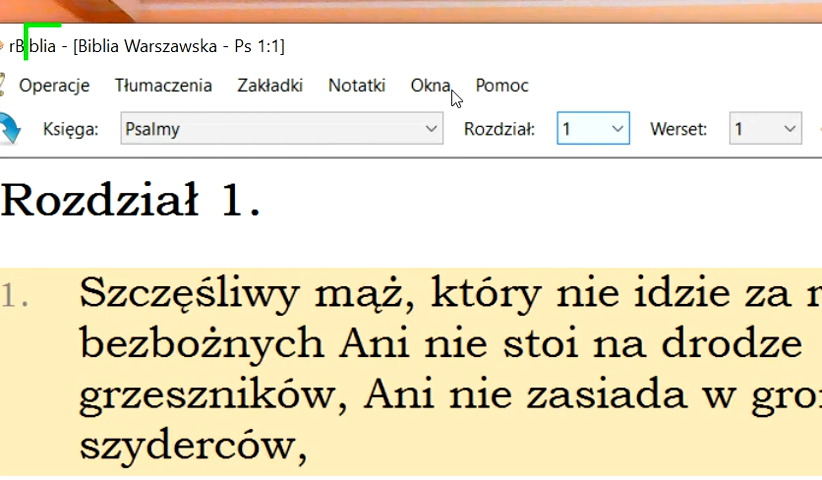 rBiblia - [Biblia Warszawska - Ps 1:1]
Operacje Tłumaczenia Zakładki Notatki Okna Pomoc
Księga: Psalmy Rozdział: 1 Werset: 1
Rozdział 1.
1. Szczęśliwy mąż, który nie idzie za
bezbożnych Ani nie stoi na drodze
grzeszników, Ani nie zasiada w
szyderców,